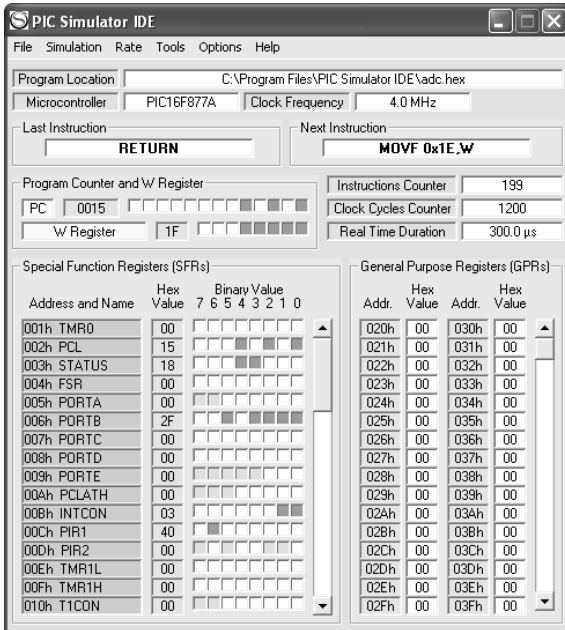 PIC Simulator IDE
File Simulation Rate Tools Options Help
Program Location C:\Program Files\PIC Simulator IDE\adc.hex
Microcontroller PIC16F877A Clock Frequency 4.0 MHz
Last Instruction Next Instruction
RETURN MOVF 0x1E,W
Program Counter and W Register Instructions Counter 199
PC 0015 Clock Cycles Counter 1200
W Register 1F Real Time Duration 300.0 µs
Special Function Registers (SFRs) General Purpose Registers (GPRs)
Hex Binary Value Hex Hex
Address and Name Value 7 6 5 4 3 2 1 0 Addr. Value Addr. Value
001h TMR0 00 020h 00 030h 00
002h PCL 15 021h 00 031h 00
003h STATUS 18 022h 00 032h 00
004h FSR 00 023h 00 033h 00
005h PORTA 00 024h 00 034h 00
006h PORTB 2F 025h 00 035h 00
007h PORTC 00 026h 00 036h 00
008h PORTD 00 027h 00 037h 00
009h PORTE 00 028h 00 038h 00
00Ah PCLATH 00 029h 00 039h 00
00Bh INTCON 03 02Ah 00 03Ah 00
00Ch PIR1 40 02Bh 00 03Bh 00
00Dh PIR2 00 02Ch 00 03Ch 00
00Eh TMR1L 00 02Dh 00 03Dh 00
00Fh TMR1H 00 02Eh 00 03Eh 00
010h T1CON 00 02Fh 00 03Fh 00